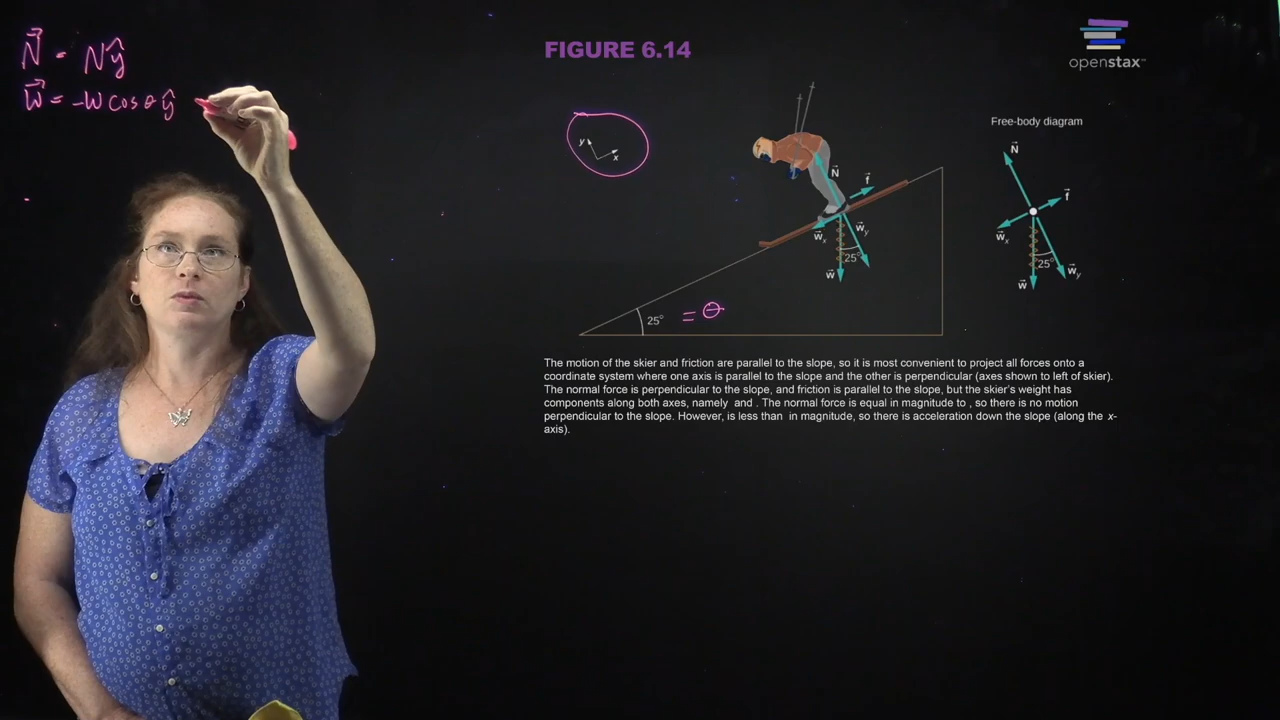 N⃗ = Nŷ
w⃗ = -w cos θ ŷ
FIGURE 6.14
openstax™
Free-body diagram
y
x
N⃗
f⃗
w⃗x
w⃗y
25°
w⃗
25° = θ
N⃗
f⃗
w⃗x
25°
w⃗y
w⃗
The motion of the skier and friction are parallel to the slope, so it is most convenient to project all forces onto a
coordinate system where one axis is parallel to the slope and the other is perpendicular (axes shown to left of skier).
The normal force is perpendicular to the slope, and friction is parallel to the slope, but the skier's weight has
components along both axes, namely and . The normal force is equal in magnitude to , so there is no motion
perpendicular to the slope. However, is less than in magnitude, so there is acceleration down the slope (along the x-
axis).